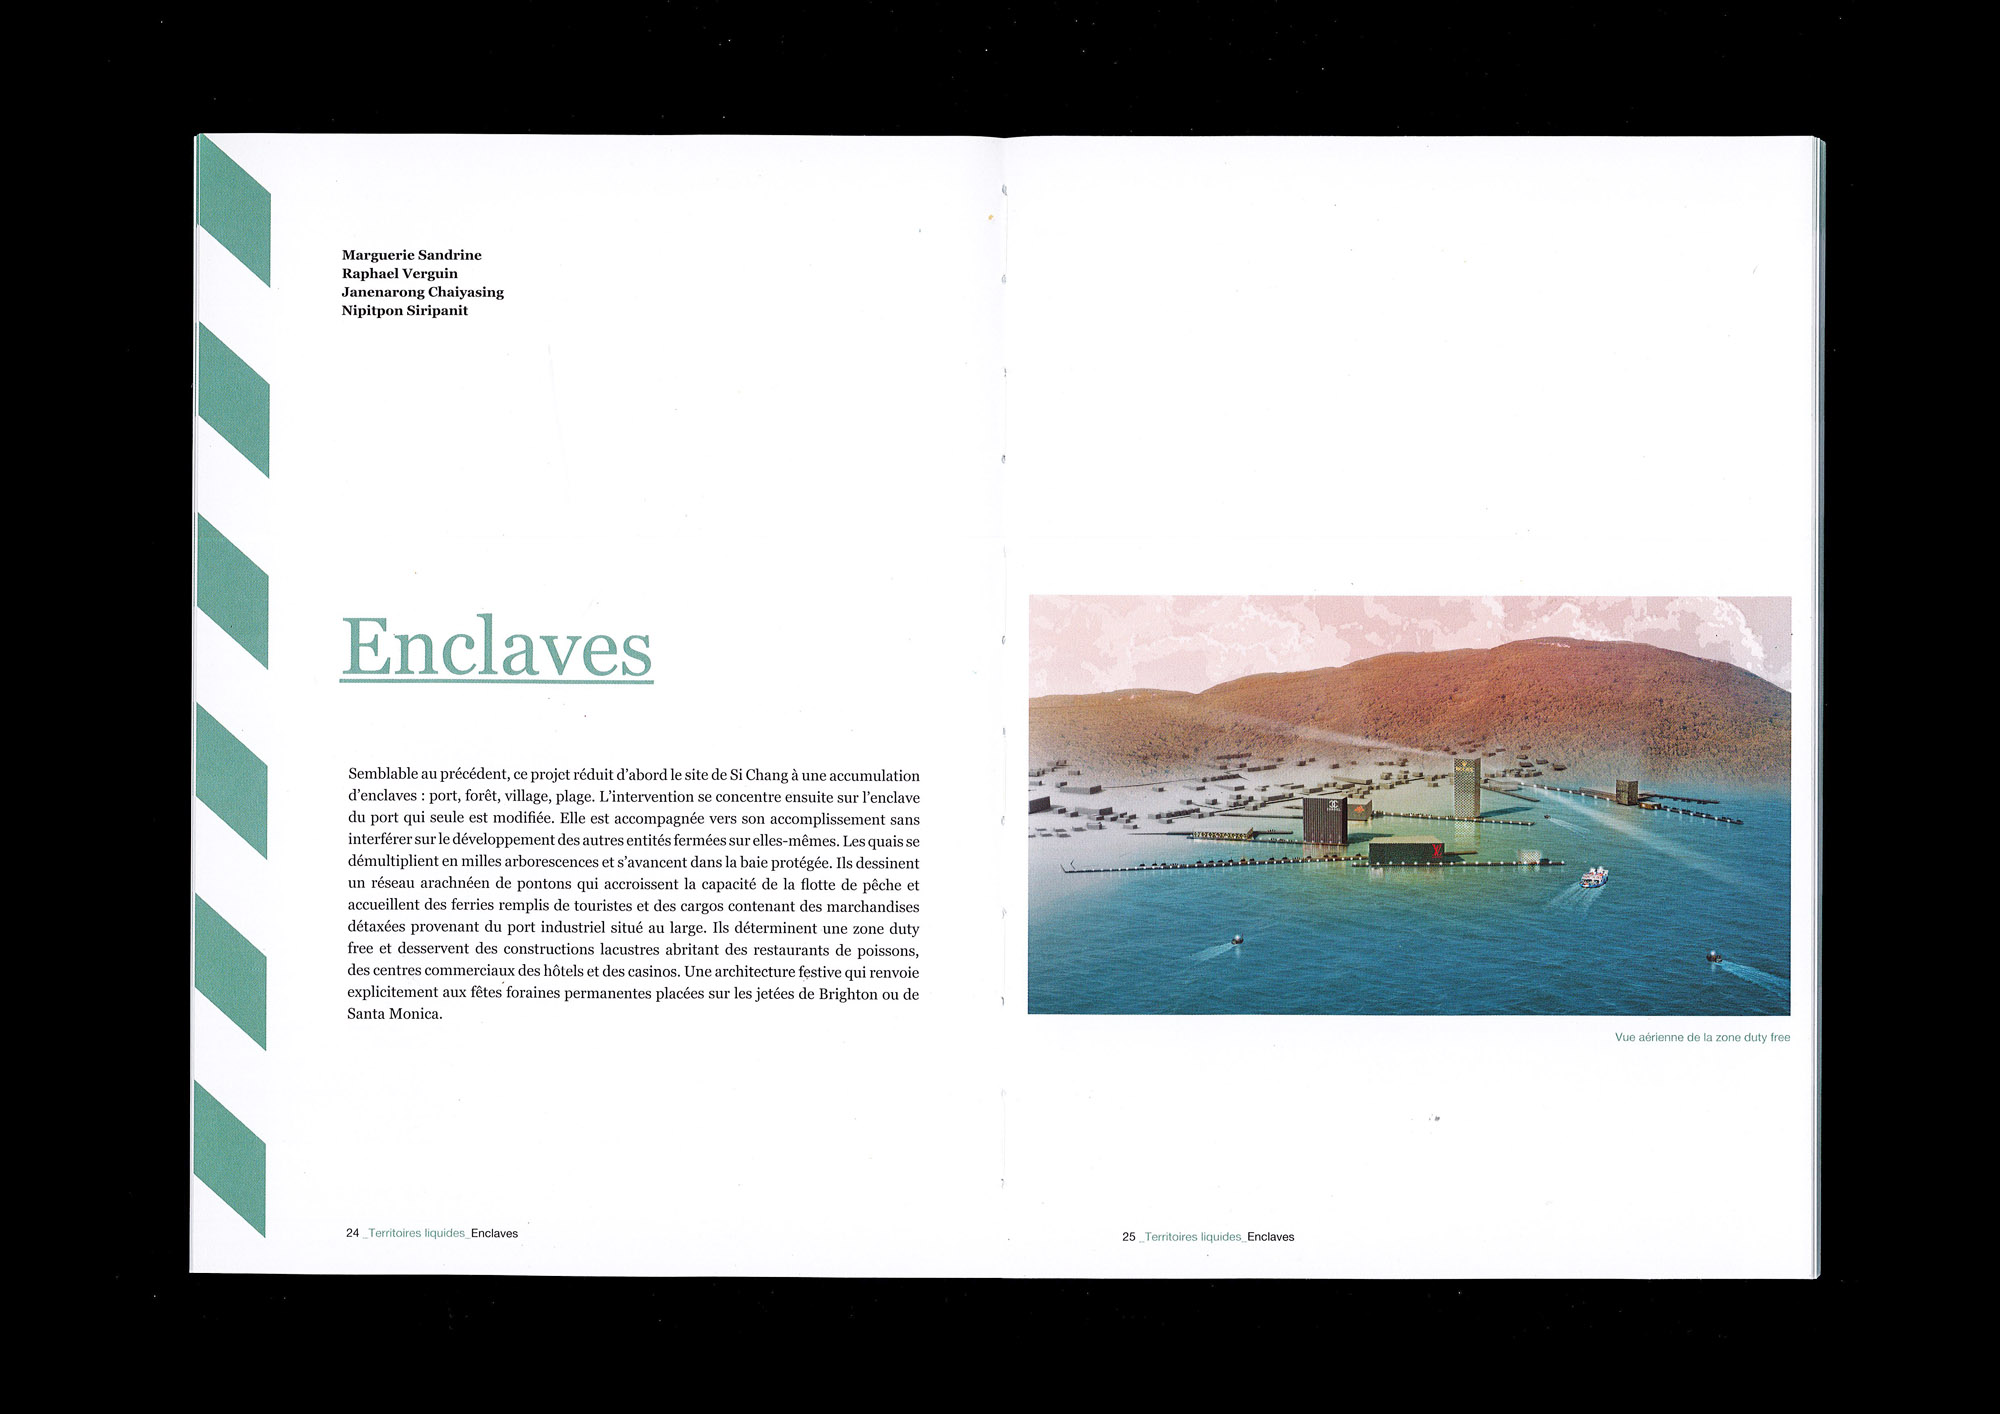 Marguerie Sandrine
Raphael Verguin
Janenarong Chaiyasing
Nipitpon Siripanit
Enclaves
Semblable au précédent, ce projet réduit d’abord le site de Si Chang à une accumulation
d’enclaves : port, forêt, village, plage. L’intervention se concentre ensuite sur l’enclave
du port qui seule est modifiée. Elle est accompagnée vers son accomplissement sans
interférer sur le développement des autres entités fermées sur elles-mêmes. Les quais se
démultiplient en milles arborescences et s’avancent dans la baie protégée. Ils dessinent
un réseau arachnéen de pontons qui accroissent la capacité de la flotte de pêche et
accueillent des ferries remplis de touristes et des cargos contenant des marchandises
détaxées provenant du port industriel situé au large. Ils déterminent une zone duty
free et desservent des constructions lacustres abritant des restaurants de poissons,
des centres commerciaux des hôtels et des casinos. Une architecture festive qui renvoie
explicitement aux fêtes foraines permanentes placées sur les jetées de Brighton ou de
Santa Monica.
24 _Territoires liquides_Enclaves
Vue aérienne de la zone duty free
25 _Territoires liquides_Enclaves